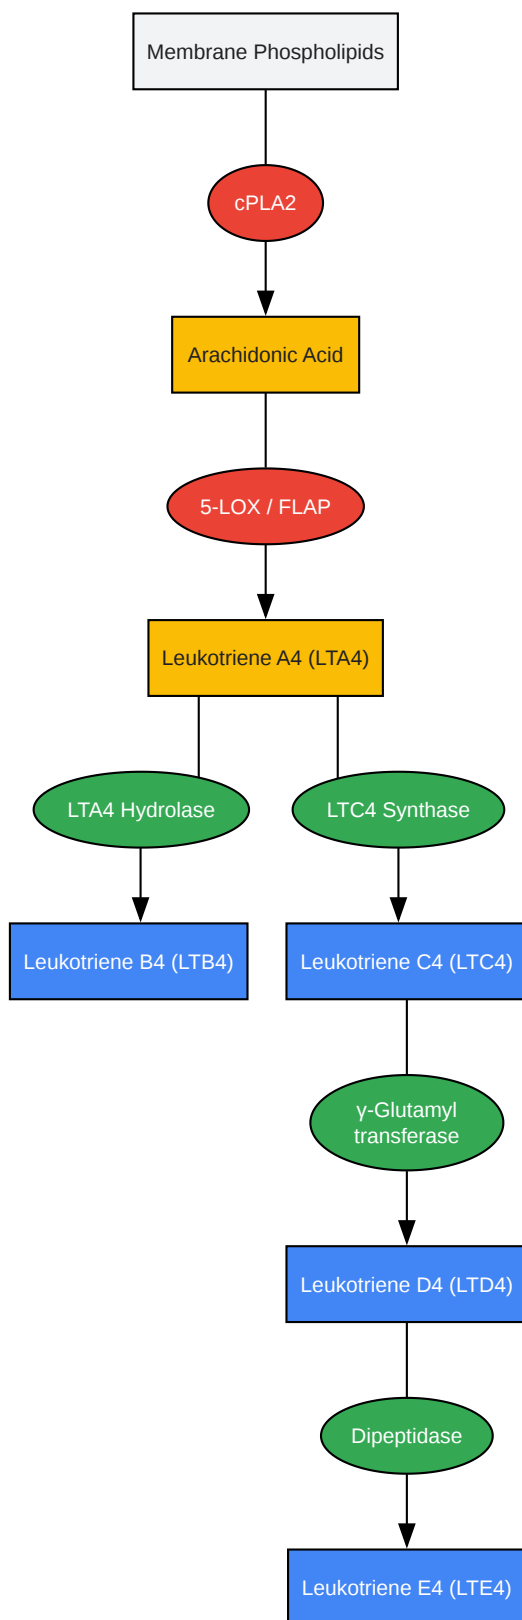 Membrane Phospholipids
cPLA2
Arachidonic Acid
5-LOX / FLAP
Leukotriene A4 (LTA4)
LTA4 Hydrolase
LTC4 Synthase
Leukotriene B4 (LTB4)
Leukotriene C4 (LTC4)
γ-Glutamyl
transferase
Leukotriene D4 (LTD4)
Dipeptidase
Leukotriene E4 (LTE4)